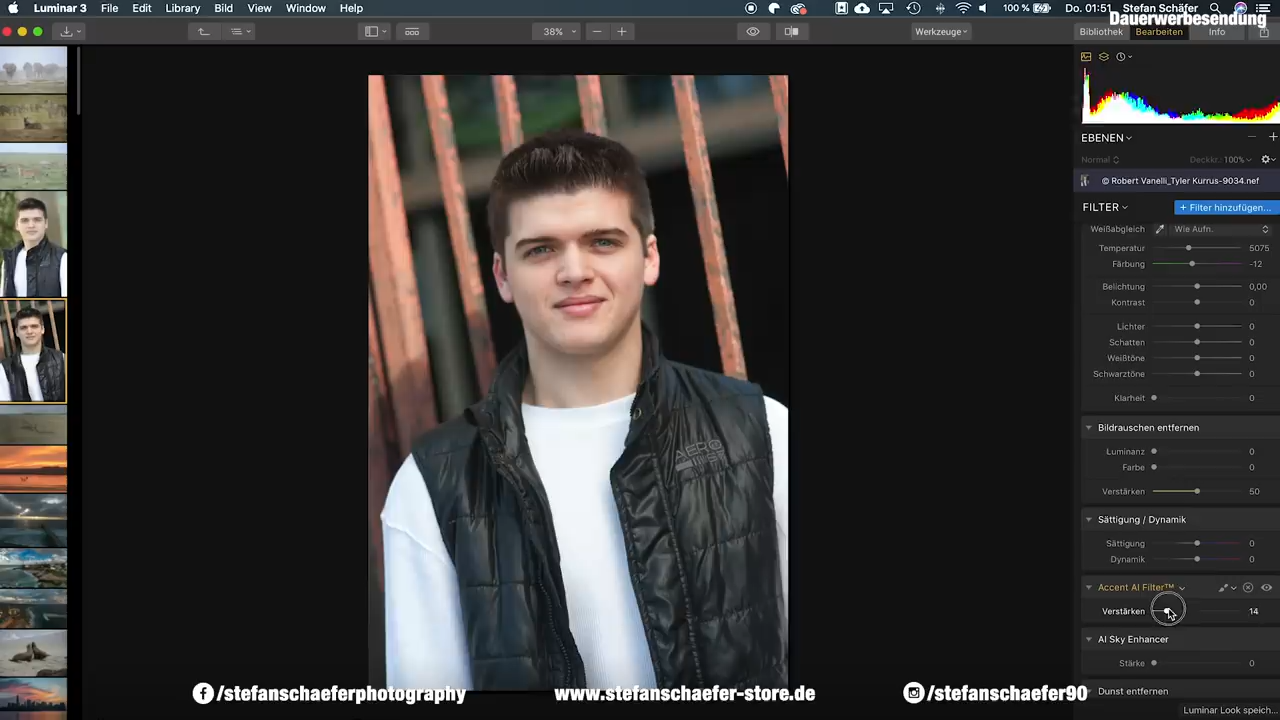 Luminar 3 File Edit Library Bild View Window Help 100 % Do. 01:51 Stefan Schäfer
Dauerwerbesendung
38% Werkzeuge Bibliothek Bearbeiten Info
EBENEN
Normal Deckkr.: 100%
© Robert Vanelli_Tyler Kurrus-9034.nef
FILTER + Filter hinzufügen...
Weißabgleich Wie Aufn.
Temperatur 5075
Färbung -12
Belichtung 0,00
Kontrast 0
Lichter 0
Schatten 0
Weißtöne 0
Schwarztöne 0
Klarheit 0
Bildrauschen entfernen
Luminanz 0
Farbe 0
Verstärken 50
Sättigung / Dynamik
Sättigung 0
Dynamik 0
Accent AI Filter™
Verstärken 14
AI Sky Enhancer
Stärke 0
Dunst entfernen
Luminar Look speich...
AERO
/stefanschaeferphotography www.stefanschaefer-store.de /stefanschaefer90